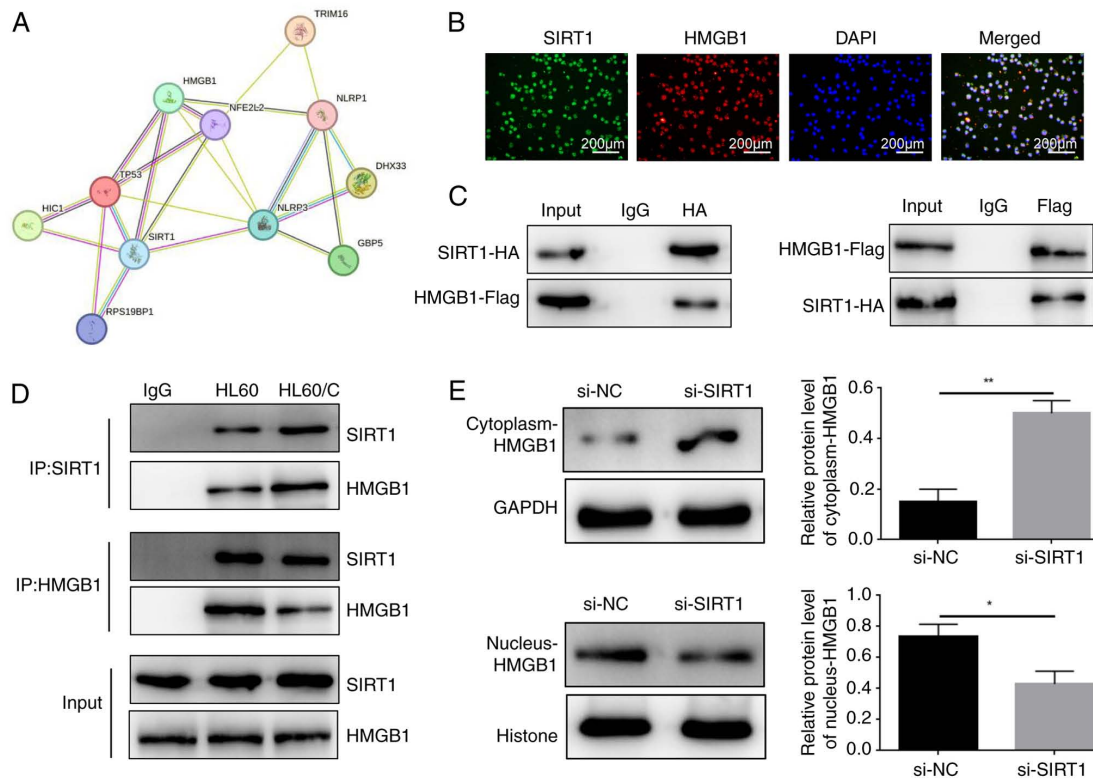 A
TRIM16
HMGB1
NFE2L2
NLRP1
DHX33
TP53
HIC1
NLRP3
SIRT1
GBP5
RPS19BP1
B
SIRT1 HMGB1 DAPI Merged
200μm 200μm 200μm 200μm
C
Input IgG HA
SIRT1-HA
HMGB1-Flag
Input IgG Flag
HMGB1-Flag
SIRT1-HA
D
IgG HL60 HL60/C
IP:SIRT1
SIRT1
HMGB1
IP:HMGB1
SIRT1
HMGB1
Input
SIRT1
HMGB1
E
si-NC si-SIRT1
Cytoplasm-
HMGB1
GAPDH
Relative protein level
of cytoplasm-HMGB1
0.6
0.4
0.2
0.0
**
si-NC si-SIRT1
si-NC si-SIRT1
Nucleus-
HMGB1
Histone
Relative protein level
of nucleus-HMGB1
1.0
0.8
0.6
0.4
0.2
0.0
*
si-NC si-SIRT1